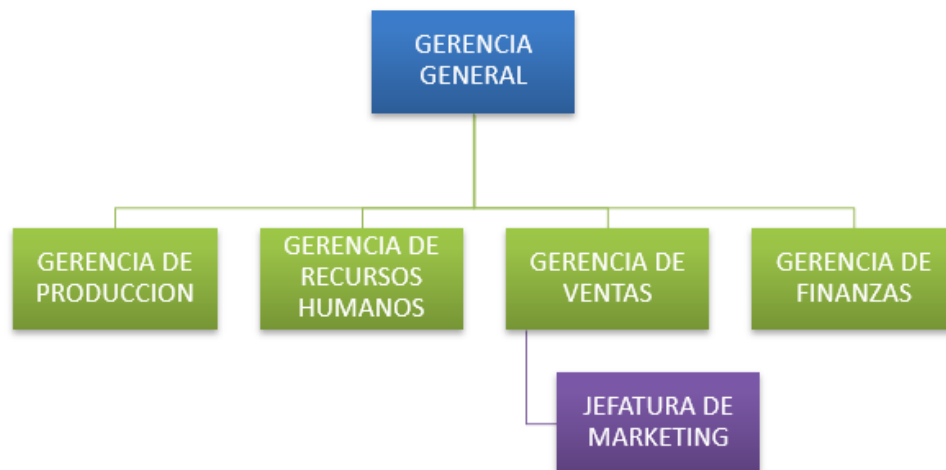 GERENCIA
GENERAL
GERENCIA DE
PRODUCCION
GERENCIA DE
RECURSOS
HUMANOS
GERENCIA DE
VENTAS
GERENCIA DE
FINANZAS
JEFATURA DE
MARKETING